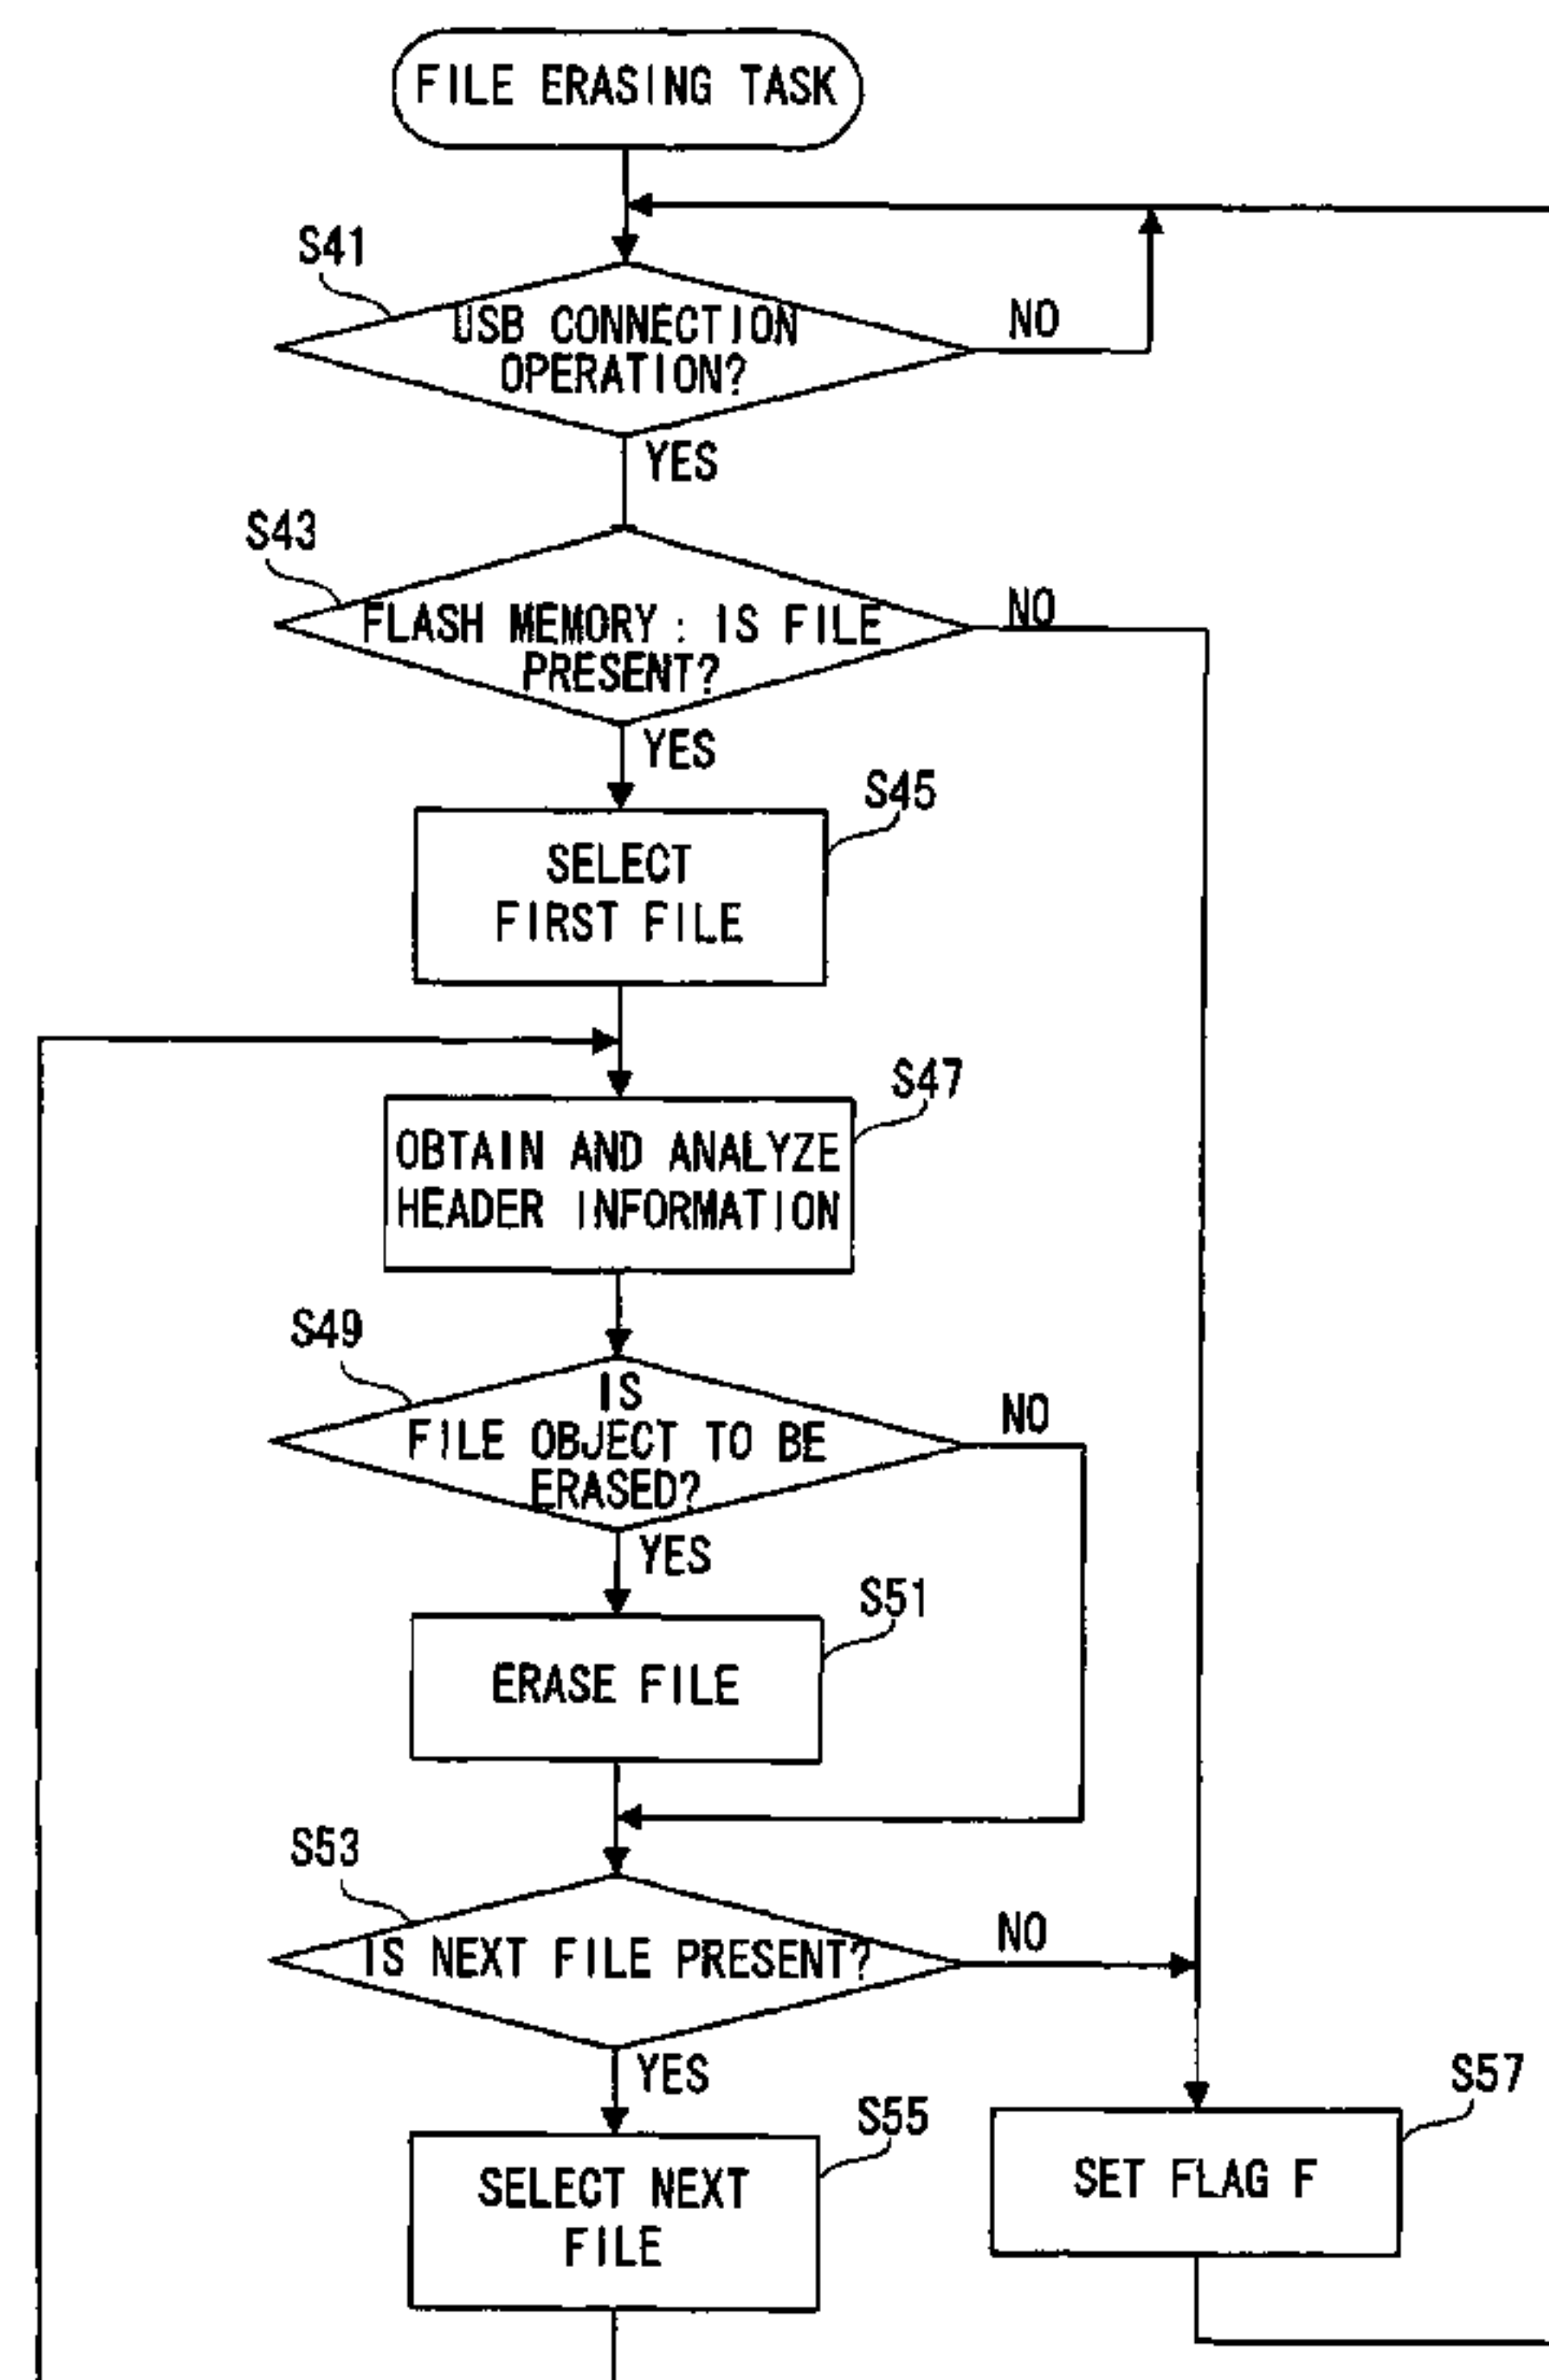 FILE ERASING TASK
S41
USB CONNECTION
OPERATION?
NO
YES
S43
FLASH MEMORY : IS FILE
PRESENT?
NO
YES
S45
SELECT
FIRST FILE
S47
OBTAIN AND ANALYZE
HEADER INFORMATION
S49
IS
FILE OBJECT TO BE
ERASED?
NO
YES
S51
ERASE FILE
S53
IS NEXT FILE PRESENT?
NO
YES
S55
SELECT NEXT
FILE
S57
SET FLAG F